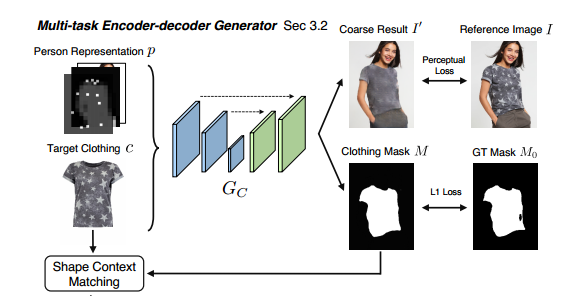 Multi-task Encoder-decoder Generator Sec 3.2
Person Representation p
Coarse Result I′
Reference Image I
Perceptual
Loss
Target Clothing c
G_C
Clothing Mask M
GT Mask M₀
L1 Loss
Shape Context
Matching